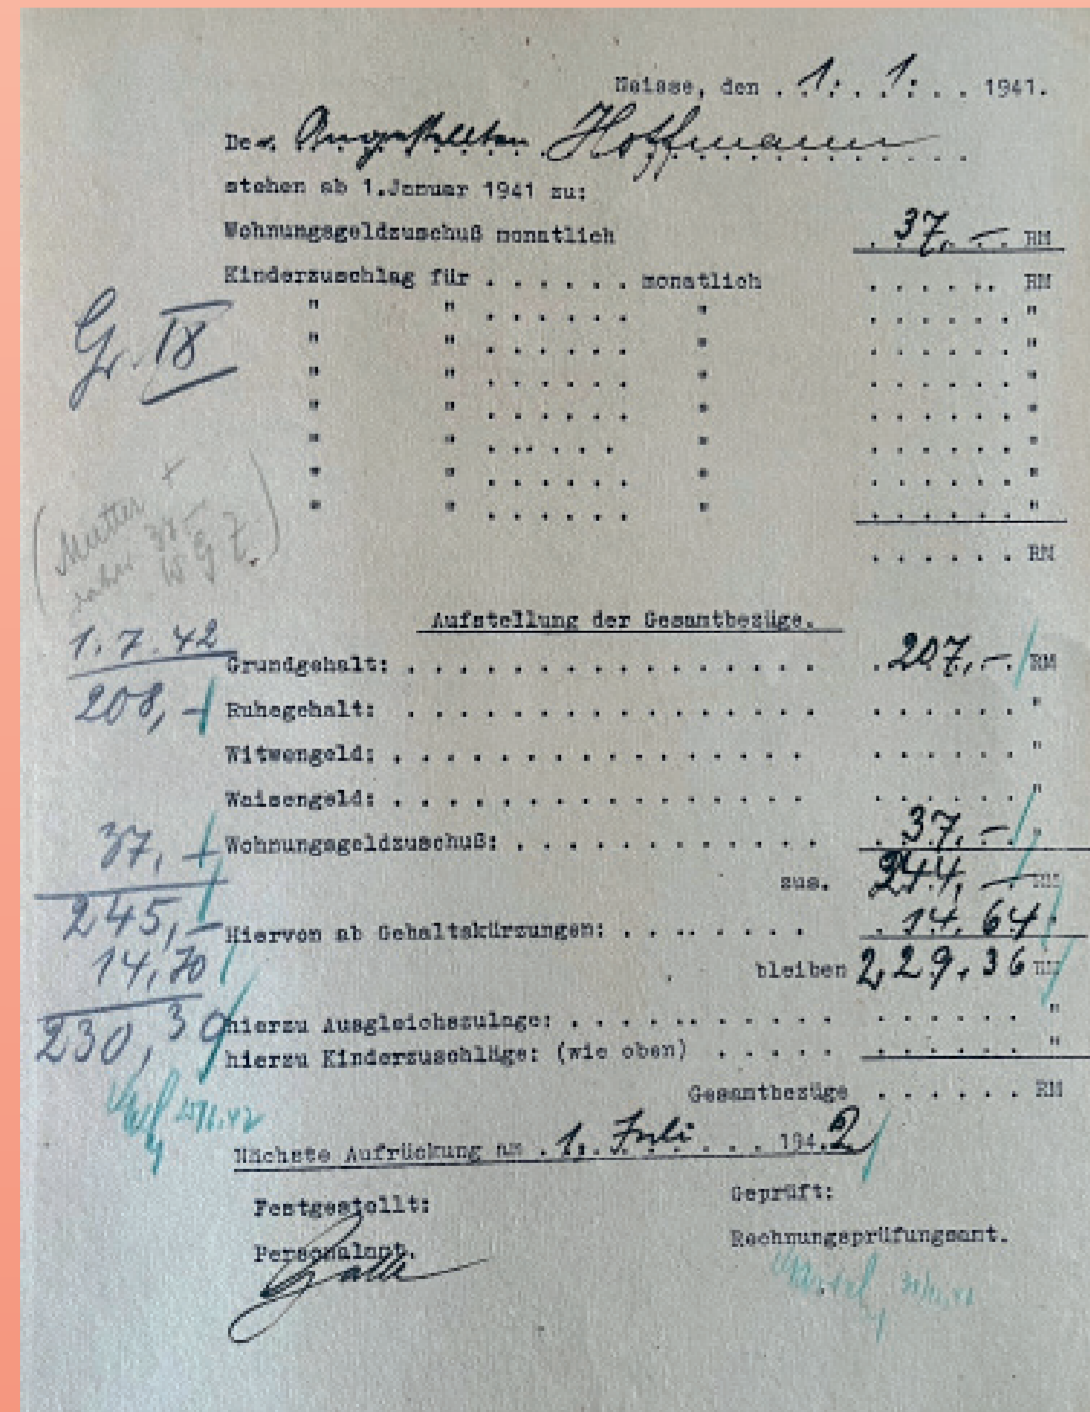 Neisse, den . 1. . 1. . . 1941.
Der Angestellten Hoffmann
stehen ab 1.Januar 1941 zu:
Wohnungsgeldzuschuß monatlich . 37,- . RM
Kinderzuschlag für . . . . . . monatlich . . . . . . RM
" " . . . . . . " . . . . . . "
" " . . . . . . " . . . . . . "
Gr. IX
" " . . . . . . " . . . . . . "
" " . . . . . . " . . . . . . "
" " . . . . . . " . . . . . . "
" " . . . . . . " . . . . . . "
" " . . . . . . " . . . . . . "
(Mutter +
W G Z.)
. . . . . . RM
Aufstellung der Gesamtbezüge.
1.7.42
Grundgehalt: . . . . . . . . . . . . . . . . 207,- RM
208,- Ruhegehalt: . . . . . . . . . . . . . . . . . . . . . "
Witwengeld: . . . . . . . . . . . . . . . . . . . . . "
Waisengeld: . . . . . . . . . . . . . . . . . . . . . "
37,- Wohnungsgeldzuschuß: . . . . . . . . . . . . 37,- "
zus. 244,- RM
245,- Hiervon ab Gehaltskürzungen: . . . . . . . . 14.64
14,70 bleiben 229.36 RM
230,30 hierzu Ausgleichszulage: . . . . . . . . . . . . . . . . "
hierzu Kinderzuschläge: (wie oben) . . . . . . . . . . . "
Gesamtbezüge . . . . . . RM
Nächste Aufrückung am . 1. Juli . . . 1942
Festgestellt: Geprüft:
Personalamt. Rechnungsprüfungsamt.